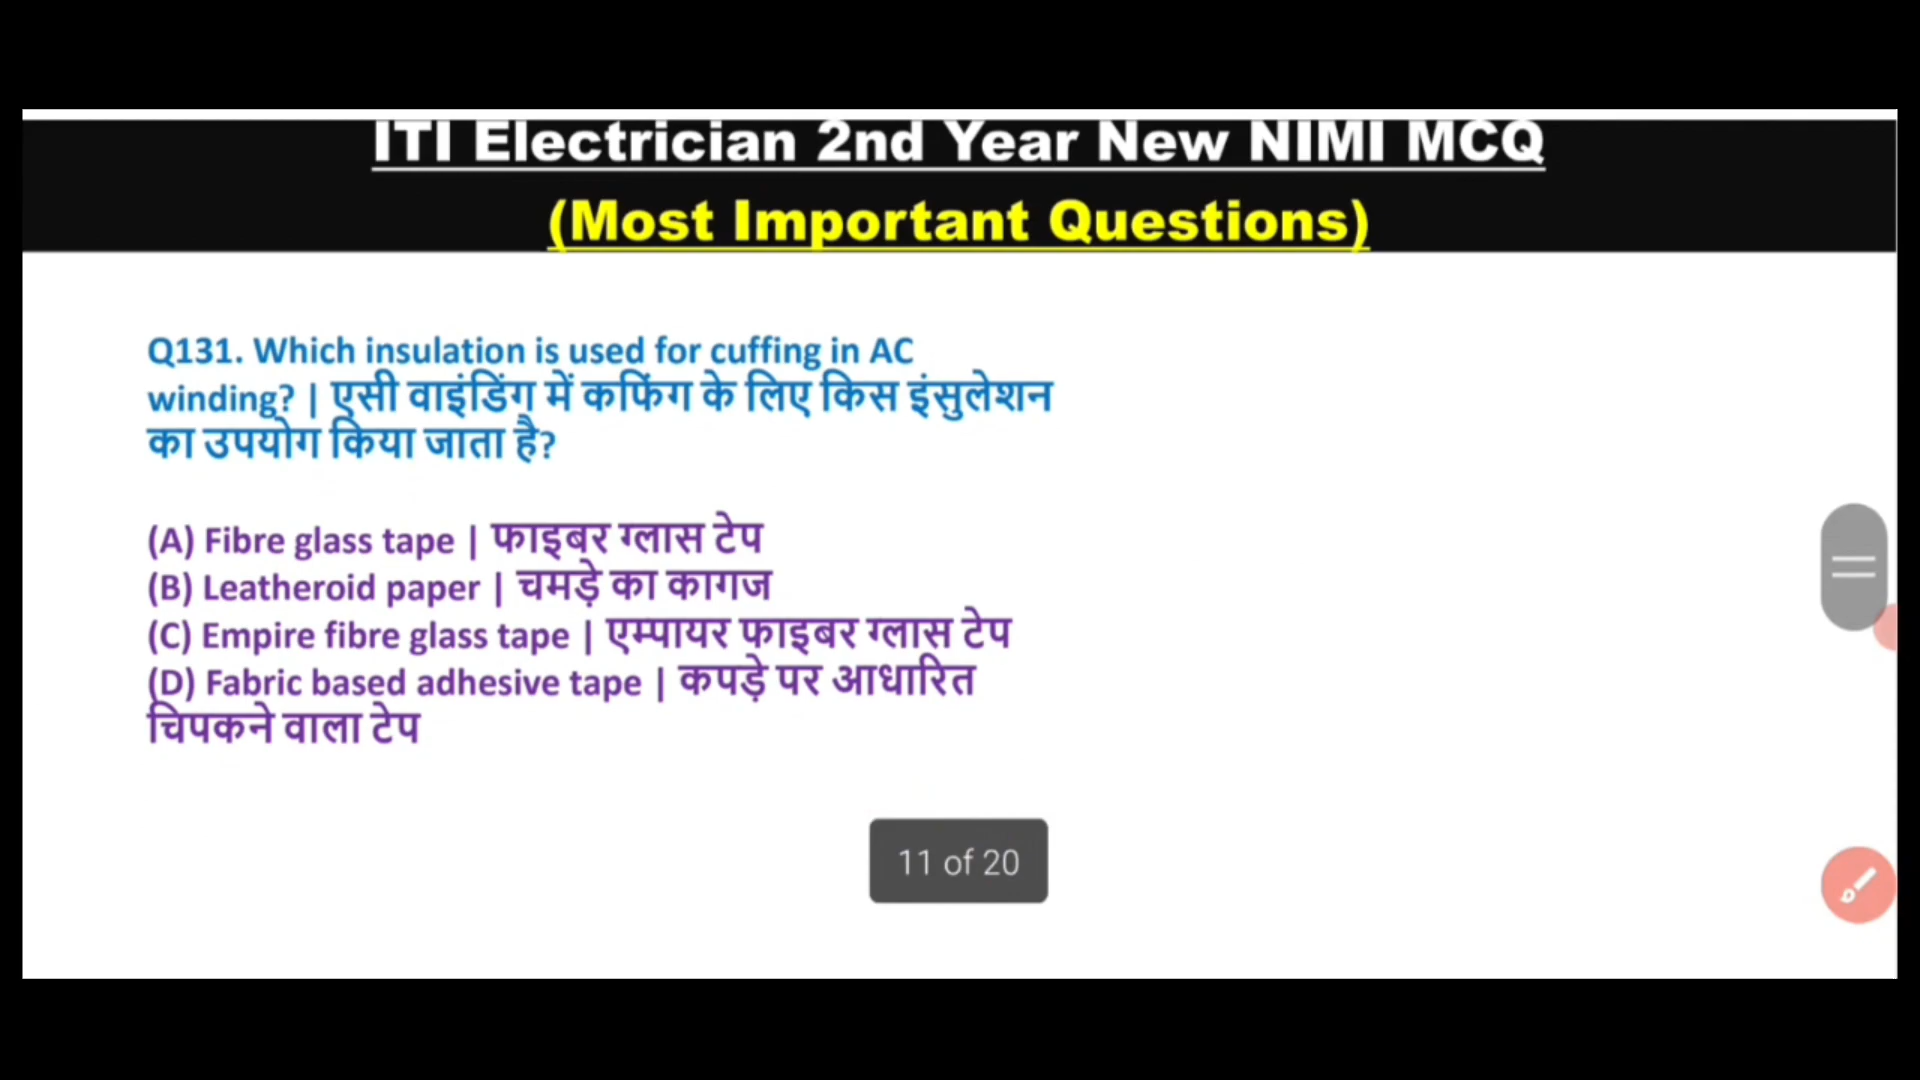 ITI Electrician 2nd Year New NIMI MCQ
(Most Important Questions)
Q131. Which insulation is used for cuffing in AC
winding? | एसी वाइंडिंग में कफिंग के लिए किस इंसुलेशन
का उपयोग किया जाता है?
(A) Fibre glass tape | फाइबर ग्लास टेप
(B) Leatheroid paper | चमड़े का कागज
(C) Empire fibre glass tape | एम्पायर फाइबर ग्लास टेप
(D) Fabric based adhesive tape | कपड़े पर आधारित
चिपकने वाला टेप
11 of 20